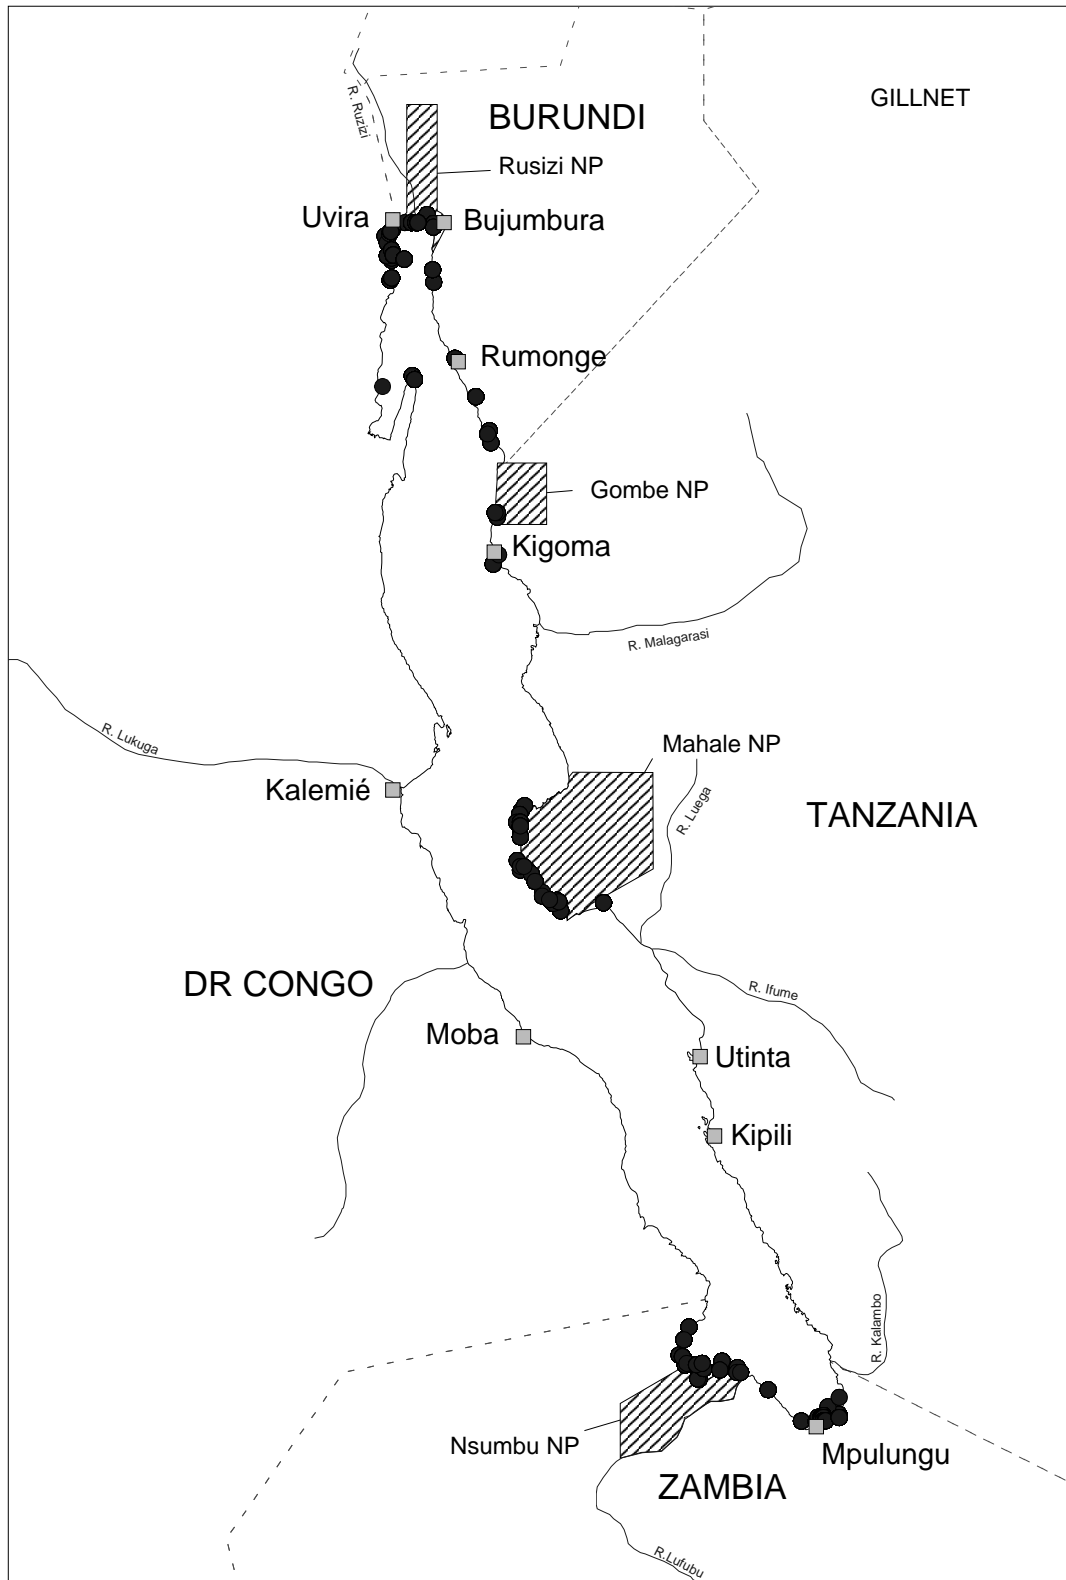 GILLNET
R. Ruzizi
BURUNDI
Rusizi NP
Uvira
Bujumbura
Rumonge
Gombe NP
Kigoma
R. Malagarasi
R. Lukuga
Mahale NP
Kalemié
R. Luega
TANZANIA
DR CONGO
R. Ifume
Moba
Utinta
Kipili
R. Kalambo
Nsumbu NP
Mpulungu
ZAMBIA
R.Lufubu